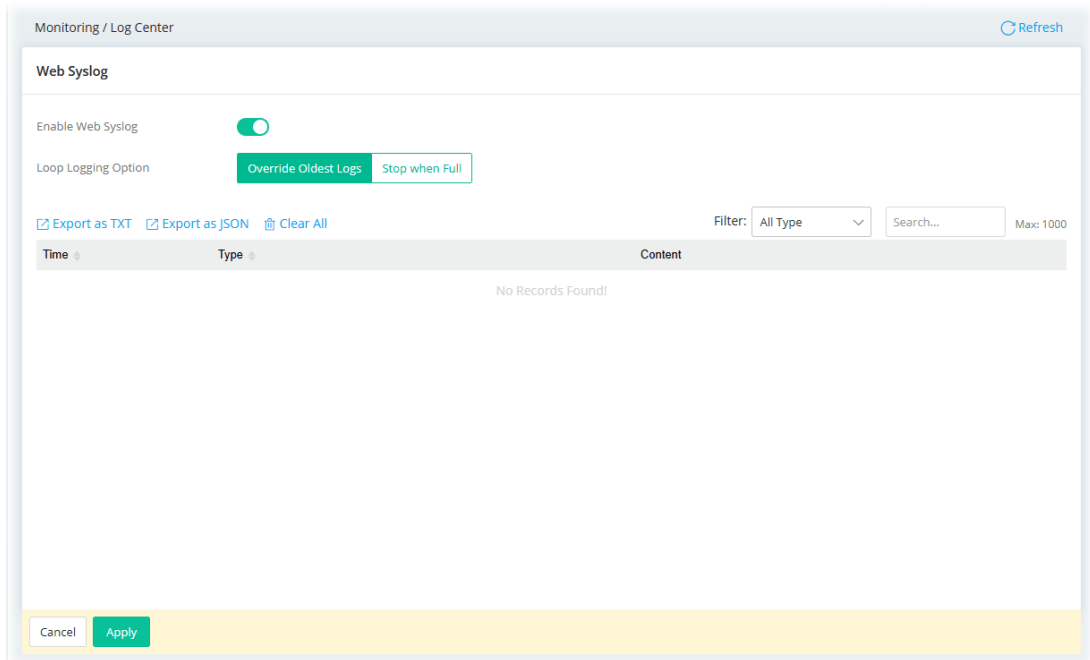 Monitoring / Log Center Refresh
Web Syslog
Enable Web Syslog
Loop Logging Option Override Oldest Logs Stop when Full
Export as TXT Export as JSON Clear All Filter: All Type Search... Max: 1000
Time Type Content
No Records Found!
Cancel Apply